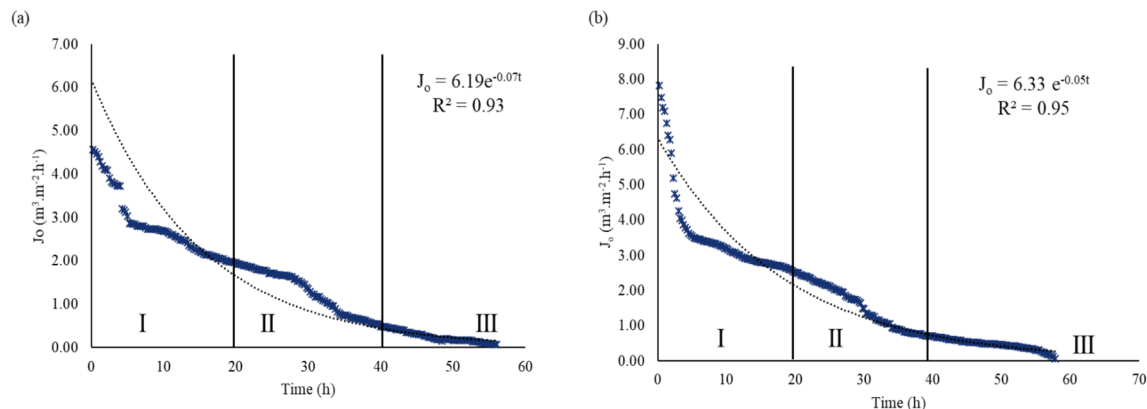 (a)
7.00
6.00
5.00
4.00
3.00
2.00
1.00
0.00
Jo (m³.m⁻².h⁻¹)
Jₒ = 6.19e⁻⁰·⁰⁷ᵗ
R² = 0.93
I
II
III
0 10 20 30 40 50 60
Time (h)
(b)
9.00
8.00
7.00
6.00
5.00
4.00
3.00
2.00
1.00
0.00
Jₒ (m³.m⁻².h⁻¹)
Jₒ = 6.33 e⁻⁰·⁰⁵ᵗ
R² = 0.95
I
II
III
0 10 20 30 40 50 60 70
Time (h)